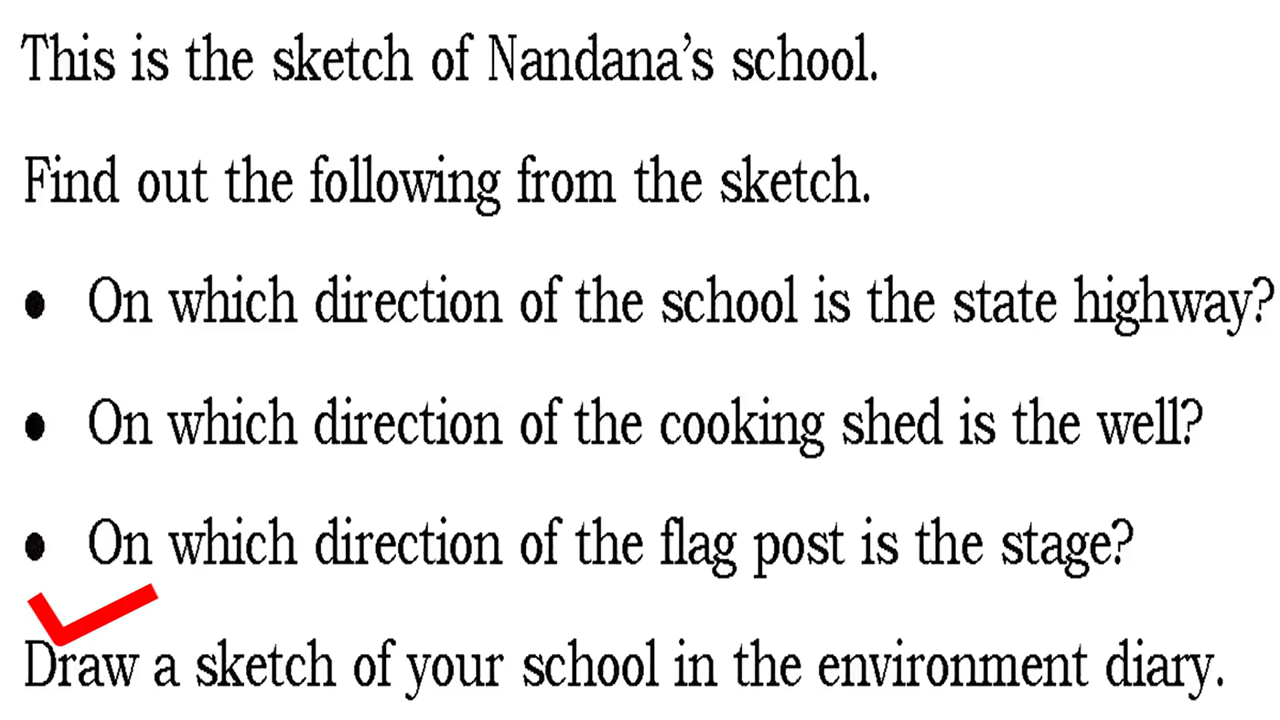 This is the sketch of Nandana’s school.
Find out the following from the sketch.
• On which direction of the school is the state highway?
• On which direction of the cooking shed is the well?
• On which direction of the flag post is the stage?
Draw a sketch of your school in the environment diary.